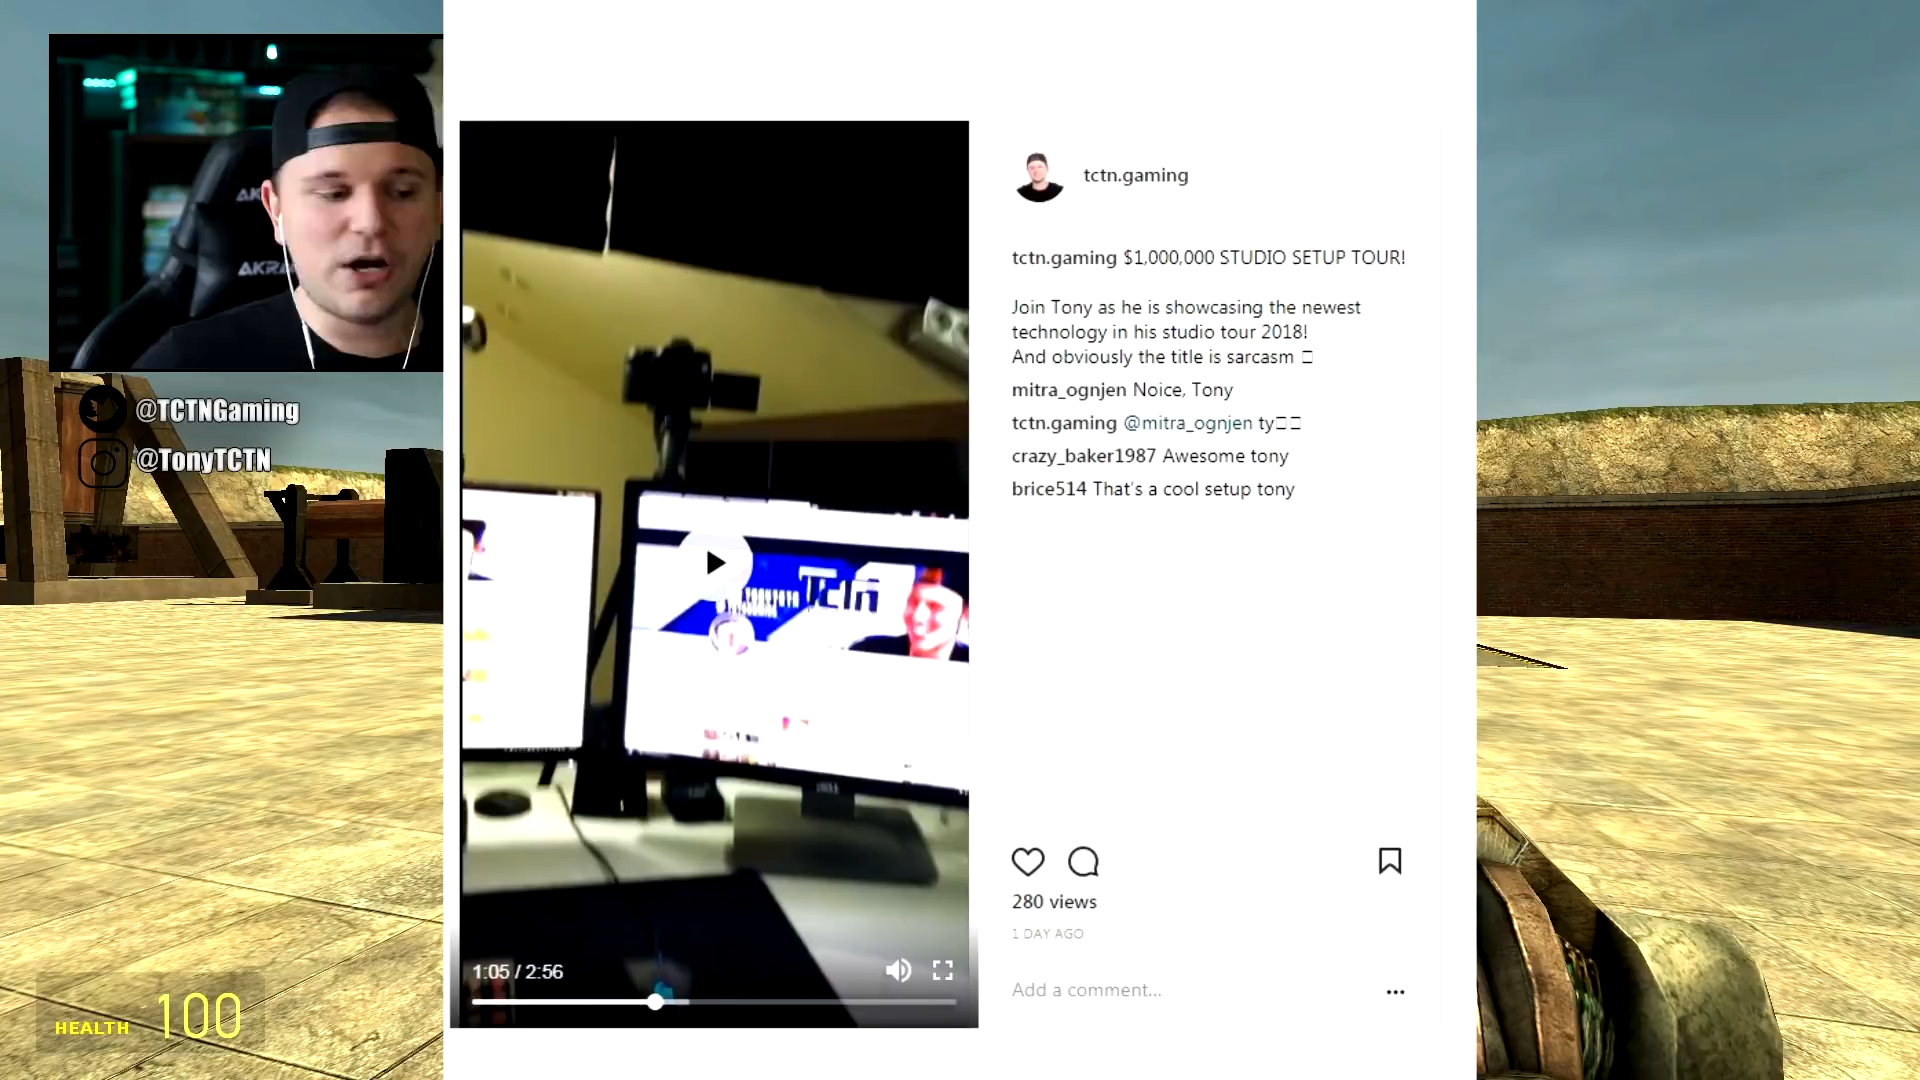 tctn.gaming
tctn.gaming $1,000,000 STUDIO SETUP TOUR!
Join Tony as he is showcasing the newest
technology in his studio tour 2018!
And obviously the title is sarcasm
mitra_ognjen Noice, Tony
tctn.gaming @mitra_ognjen ty
crazy_baker1987 Awesome tony
brice514 That's a cool setup tony
@TCTNGaming
@TonyTCTN
Tctn
280 views
1 DAY AGO
1:05 / 2:56
Add a comment...
HEALTH 100